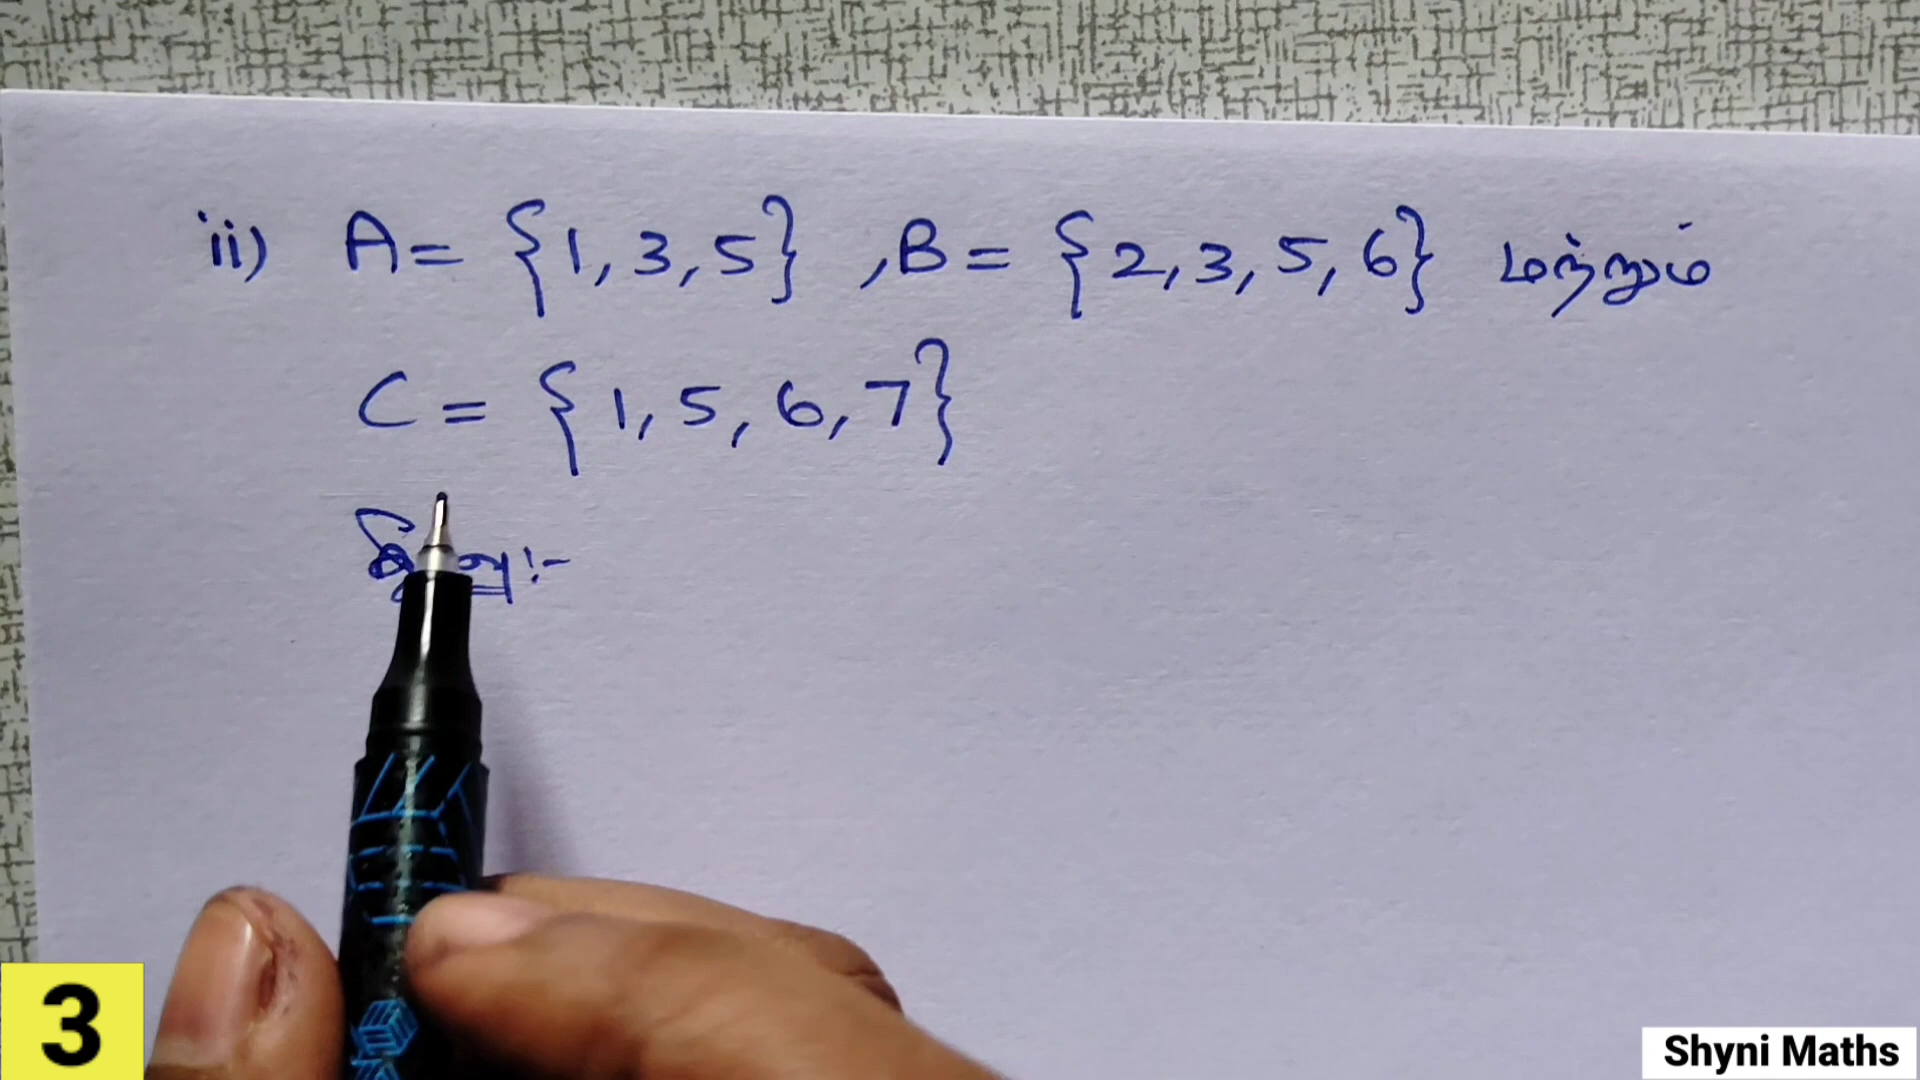 ii) A = {1, 3, 5} , B = {2, 3, 5, 6} மற்றும்
C = {1, 5, 6, 7}
3
Shyni Maths